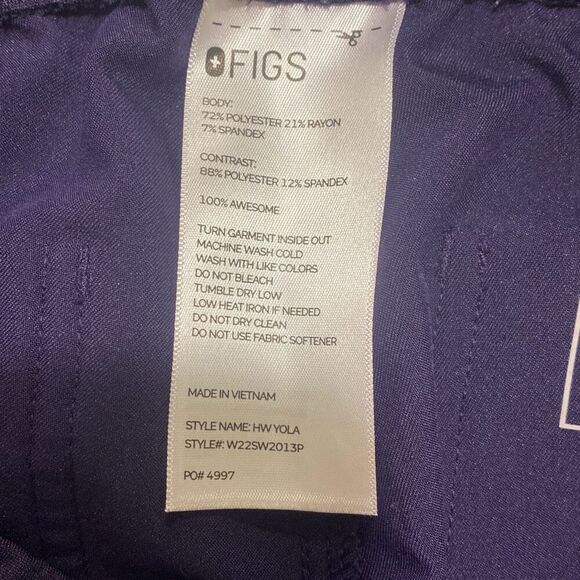 FIGS
BODY:
72% POLYESTER 21% RAYON
7% SPANDEX
CONTRAST:
88% POLYESTER 12% SPANDEX
100% AWESOME
TURN GARMENT INSIDE OUT
MACHINE WASH COLD
WASH WITH LIKE COLORS
DO NOT BLEACH
TUMBLE DRY LOW
LOW HEAT IRON IF NEEDED
DO NOT DRY CLEAN
DO NOT USE FABRIC SOFTENER
MADE IN VIETNAM
STYLE NAME: HW YOLA
STYLE#: W22SW2013P
PO# 4997